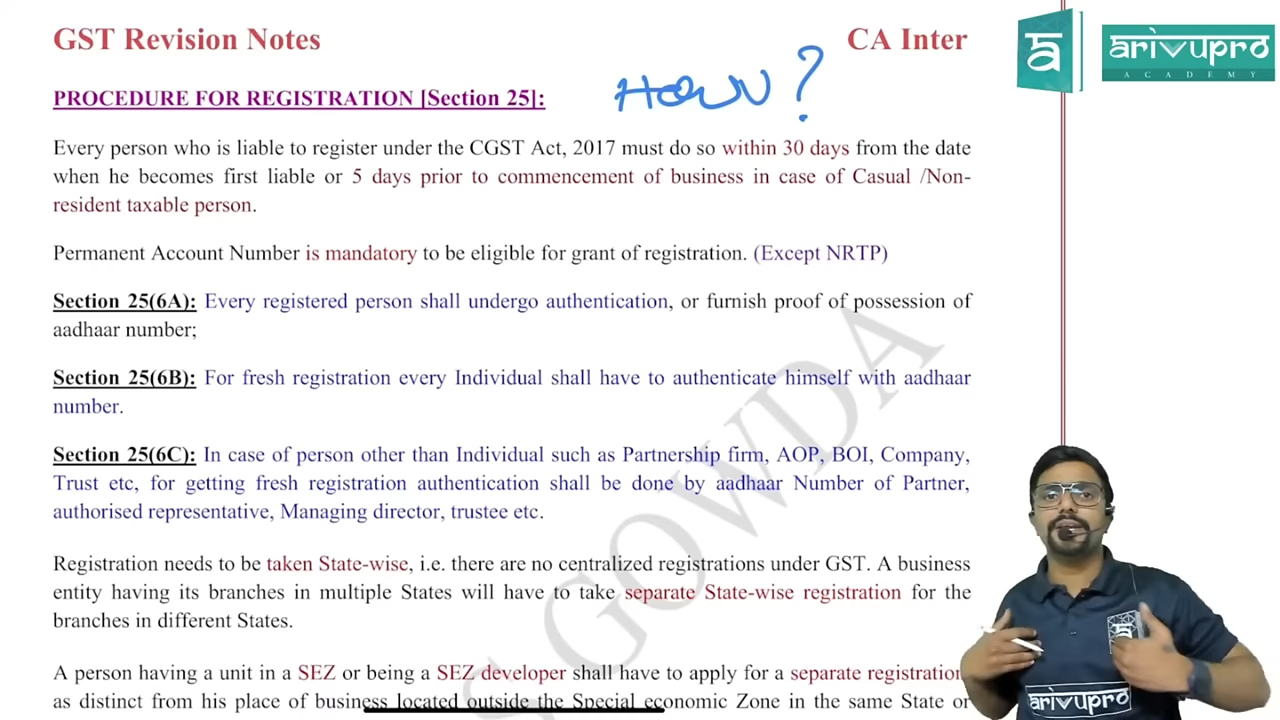 GST Revision Notes
CA Inter
arivupro
ACADEMY
PROCEDURE FOR REGISTRATION [Section 25]:
HOW ?
Every person who is liable to register under the CGST Act, 2017 must do so within 30 days from the date
when he becomes first liable or 5 days prior to commencement of business in case of Casual /Non-
resident taxable person.
Permanent Account Number is mandatory to be eligible for grant of registration. (Except NRTP)
Section 25(6A): Every registered person shall undergo authentication, or furnish proof of possession of
aadhaar number;
Section 25(6B): For fresh registration every Individual shall have to authenticate himself with aadhaar
number.
Section 25(6C): In case of person other than Individual such as Partnership firm, AOP, BOI, Company,
Trust etc, for getting fresh registration authentication shall be done by aadhaar Number of Partner,
authorised representative, Managing director, trustee etc.
Registration needs to be taken State-wise, i.e. there are no centralized registrations under GST. A business
entity having its branches in multiple States will have to take separate State-wise registration for the
branches in different States.
A person having a unit in a SEZ or being a SEZ developer shall have to apply for a separate registration
as distinct from his place of business located outside the Special economic Zone in the same State or
S GOWDA
arivupro